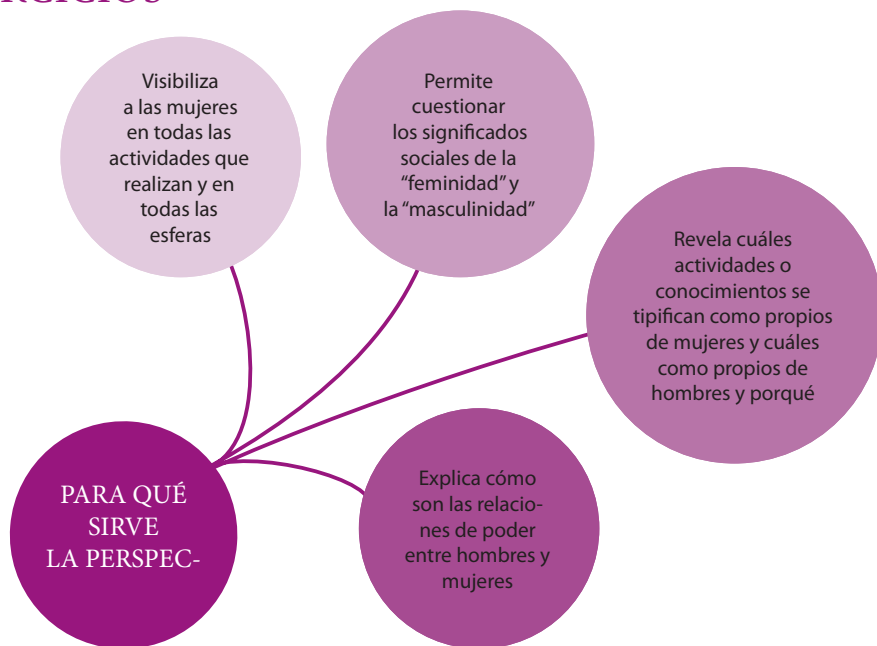 Visibiliza
a las mujeres
en todas las
actividades que
realizan y en
todas las
esferas
Permite
cuestionar
los significados
sociales de la
“feminidad” y
la “masculinidad”
Revela cuáles
actividades o
conocimientos se
tipifican como propios
de mujeres y cuáles
como propios de
hombres y porqué
Explica cómo
son las relacio-
nes de poder
entre hombres y
mujeres
PARA QUÉ
SIRVE
LA PERSPEC-